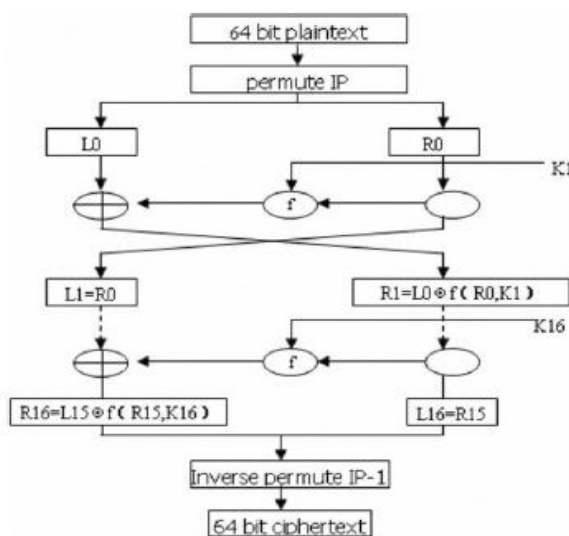 64 bit plaintext
permute IP
L0
R0
K1
f
L1=R0
R1=L0⊕f(R0,K1)
K16
f
R16=L15⊕f(R15,K16)
L16=R15
Inverse permute IP-1
64 bit ciphertext